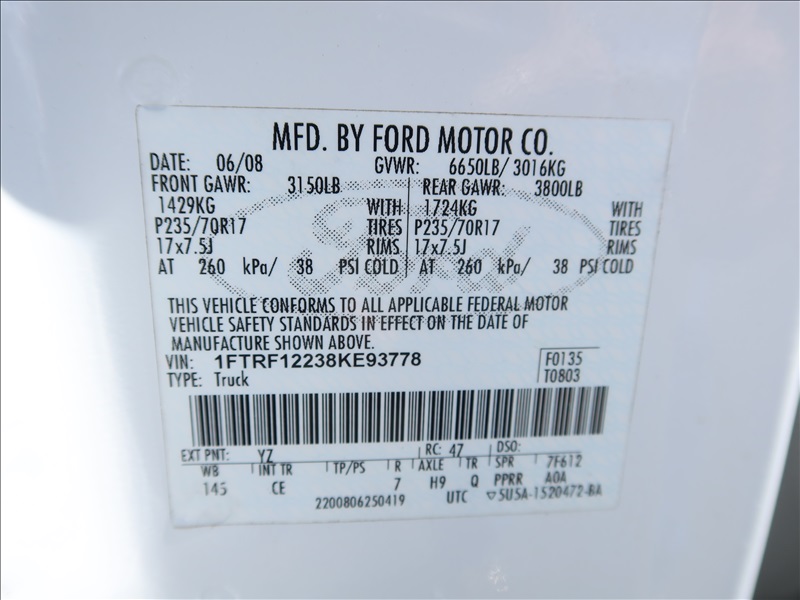 MFD. BY FORD MOTOR CO.
DATE: 06/08 GVWR: 6650LB/ 3016KG
FRONT GAWR: 3150LB REAR GAWR: 3800LB
1429KG WITH 1724KG WITH
P235/70R17 TIRES P235/70R17 TIRES
17x7.5J RIMS 17x7.5J RIMS
AT 260 kPa/ 38 PSI COLD AT 260 kPa/ 38 PSI COLD
THIS VEHICLE CONFORMS TO ALL APPLICABLE FEDERAL MOTOR
VEHICLE SAFETY STANDARDS IN EFFECT ON THE DATE OF
MANUFACTURE SHOWN ABOVE.
VIN: 1FTRF12238KE93778 F0135
TYPE: Truck T0803
EXT PNT: YZ RC: 47 DSO:
WB INT TR TP/PS R AXLE TR SPR 7F612
145 CE 7 H9 Q PPRR A0A
2200806250419 UTC ▽5U5A-1520472-BA
Ford